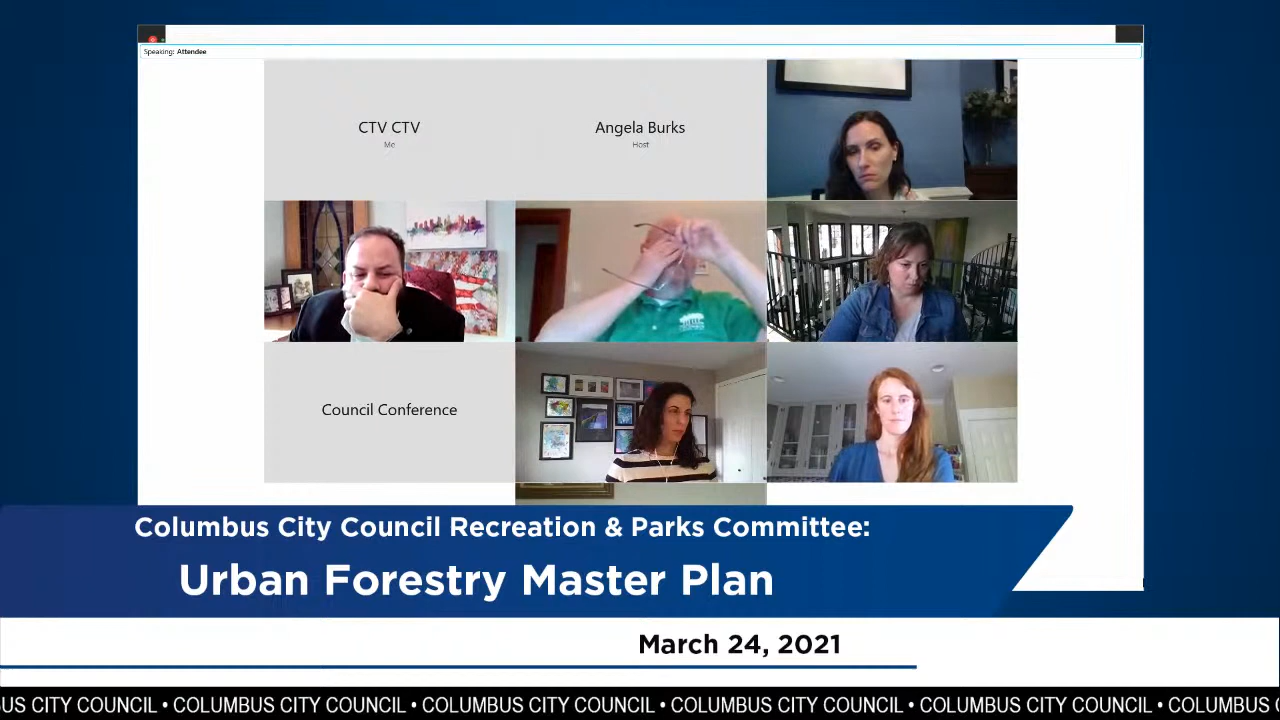 Speaking: Attendee
CTV CTV
Me
Angela Burks
Host
Council Conference
Columbus City Council Recreation & Parks Committee:
Urban Forestry Master Plan
March 24, 2021
US CITY COUNCIL • COLUMBUS CITY COUNCIL • COLUMBUS CITY COUNCIL • COLUMBUS CITY COUNCIL • COLUMBUS CITY COUNCIL • COLUMBUS